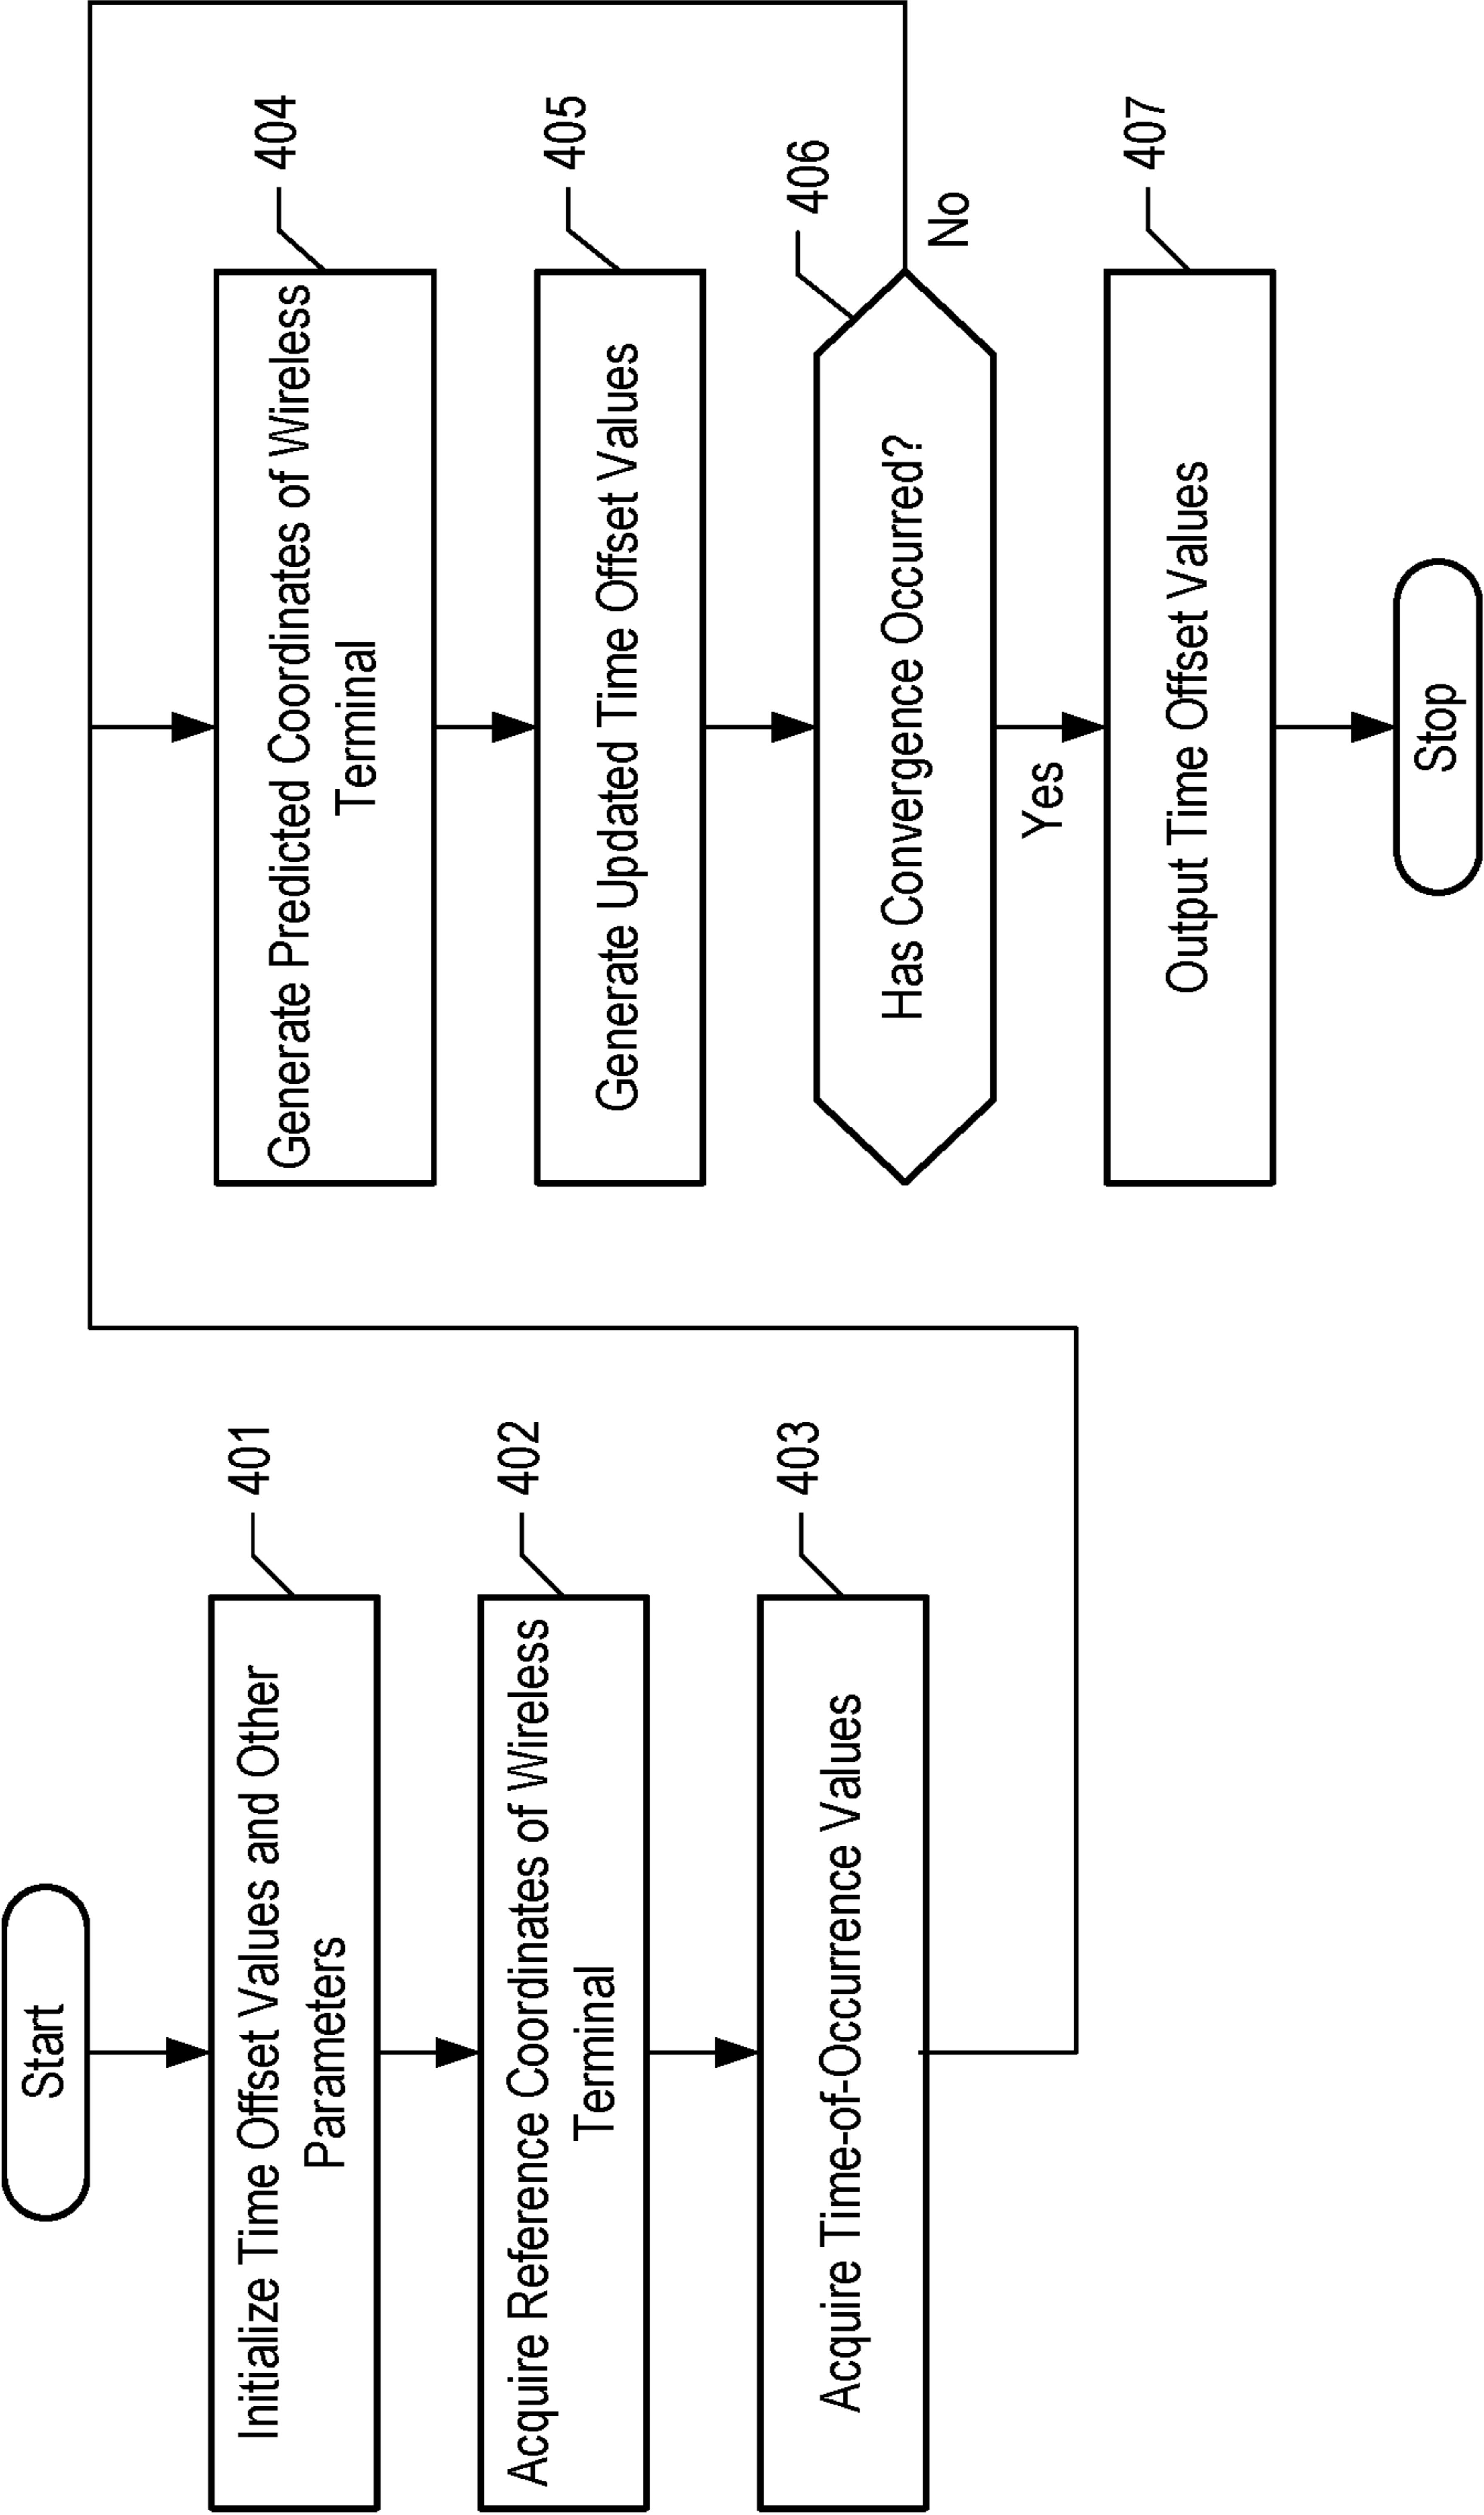 Start
401
Initialize Time Offset Values and Other
Parameters
402
Acquire Reference Coordinates of Wireless
Terminal
403
Acquire Time-of-Occurrence Values
404
Generate Predicted Coordinates of Wireless
Terminal
405
Generate Updated Time Offset Values
406
Has Convergence Occurred?
No
Yes
407
Output Time Offset Values
Stop